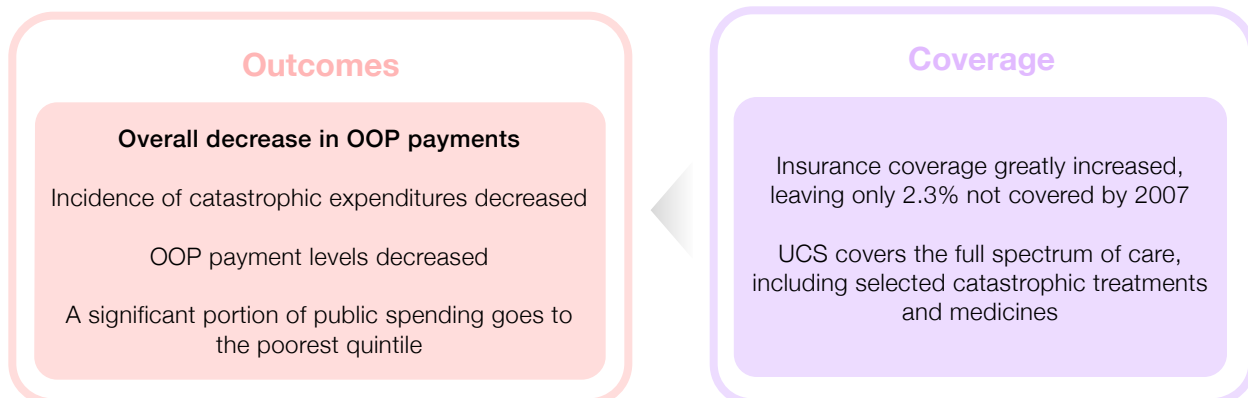 Outcomes
Overall decrease in OOP payments
Incidence of catastrophic expenditures decreased
OOP payment levels decreased
A significant portion of public spending goes to
the poorest quintile
Coverage
Insurance coverage greatly increased,
leaving only 2.3% not covered by 2007
UCS covers the full spectrum of care,
including selected catastrophic treatments
and medicines